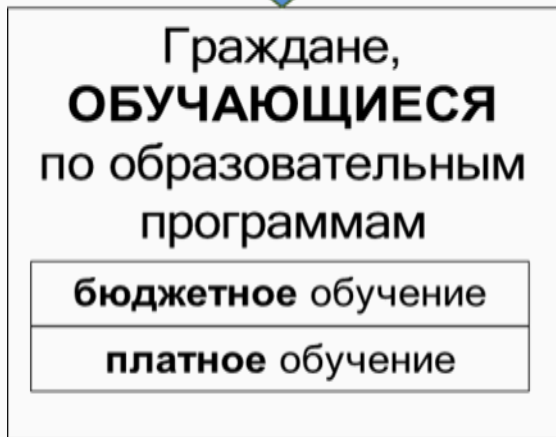 Граждане,
ОБУЧАЮЩИЕСЯ
по образовательным
программам
бюджетное обучение
платное обучение